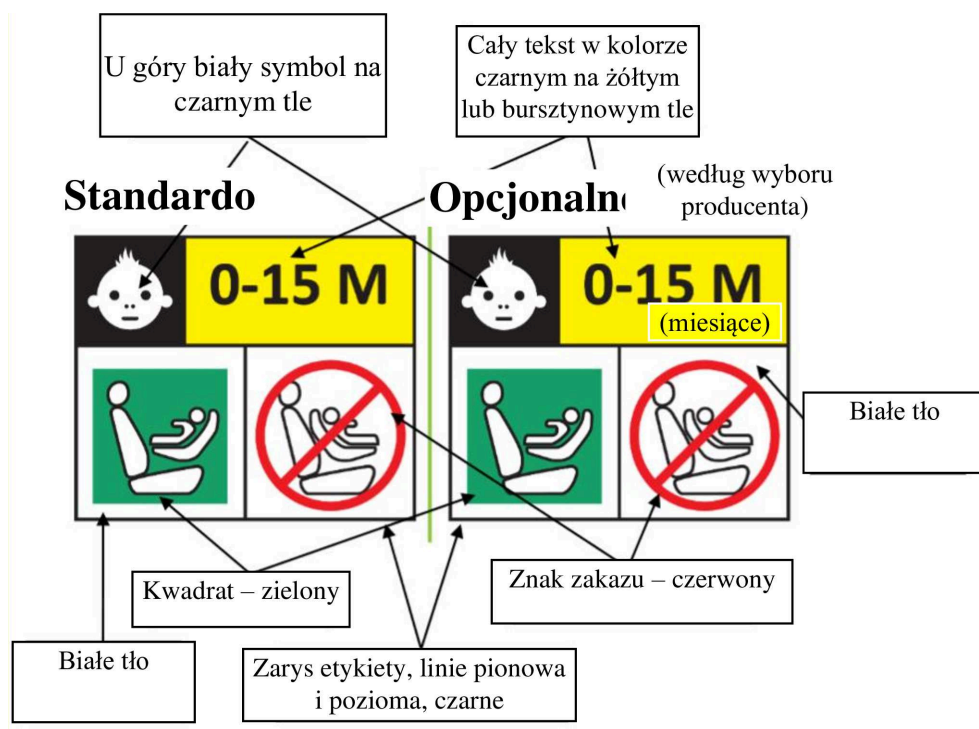 U góry biały symbol na
czarnym tle
Cały tekst w kolorze
czarnym na żółtym
lub bursztynowym tle
Standardo
Opcjonaln
(według wyboru
producenta)
0-15 M
0-15 M
(miesiące)
Białe tło
Kwadrat – zielony
Znak zakazu – czerwony
Białe tło
Zarys etykiety, linie pionowa
i pozioma, czarne